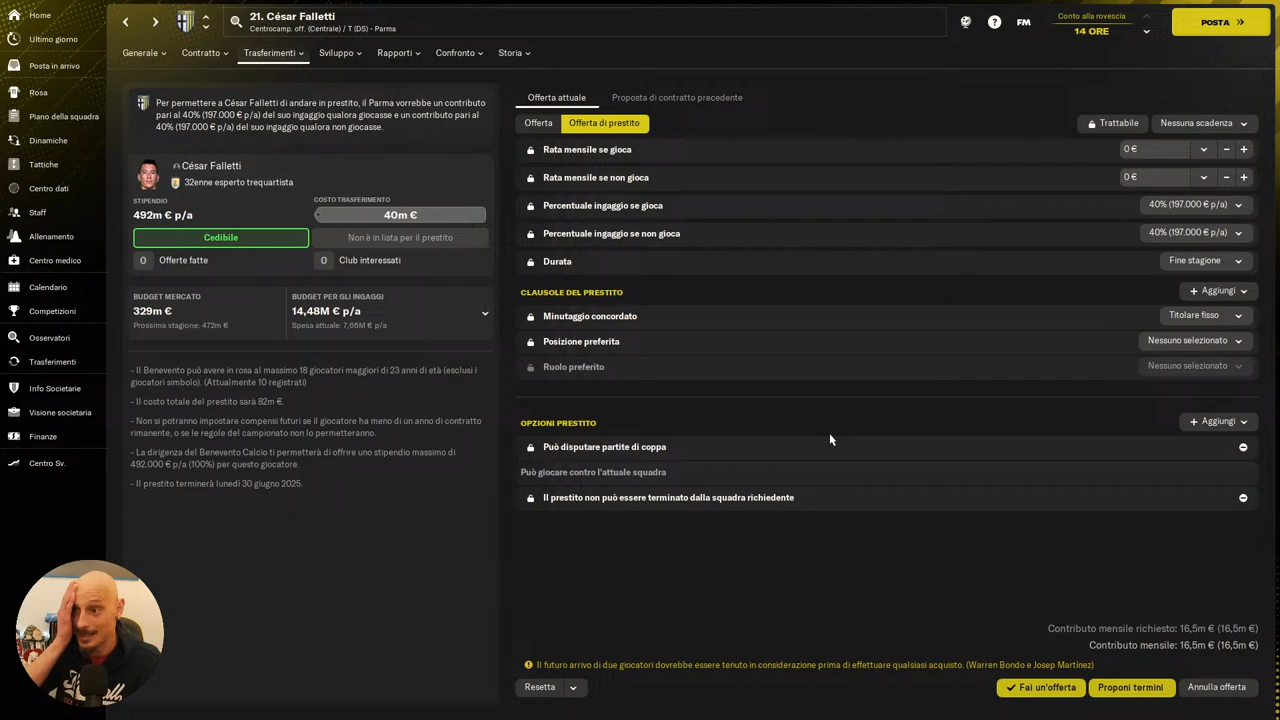 Home
Ultimo giorno
Posta in arrivo
Rosa
Piano della squadra
Dinamiche
Tattiche
Centro dati
Staff
Allenamento
Centro medico
Calendario
Competizioni
Osservatori
Trasferimenti
Info Societarie
Visione societaria
Finanze
Centro Sv.
21. César Falletti
Centrocamp. off. (Centrale) / T (DS) - Parma
FM
Conto alla rovescia
14 ORE
POSTA
Generale
Contratto
Trasferimenti
Sviluppo
Rapporti
Confronto
Storia
Per permettere a César Falletti di andare in prestito, il Parma vorrebbe un contributo
pari al 40% (197.000 € p/a) del suo ingaggio qualora giocasse e un contributo pari al
40% (197.000 € p/a) del suo ingaggio qualora non giocasse.
César Falletti
32enne esperto trequartista
STIPENDIO
492m € p/a
COSTO TRASFERIMENTO
40m €
Cedibile
Non è in lista per il prestito
0 Offerte fatte
0 Club interessati
BUDGET MERCATO
329m €
Prossima stagione: 472m €
BUDGET PER GLI INGAGGI
14,48M € p/a
Spesa attuale: 7,66M € p/a
- Il Benevento può avere in rosa al massimo 18 giocatori maggiori di 23 anni di età (esclusi i
giocatori simbolo). (Attualmente 10 registrati)
- Il costo totale del prestito sarà 82m €.
- Non si potranno impostare compensi futuri se il giocatore ha meno di un anno di contratto
rimanente, o se le regole del campionato non lo permetteranno.
- La dirigenza del Benevento Calcio ti permetterà di offrire uno stipendio massimo di
492.000 € p/a (100%) per questo giocatore.
- Il prestito terminerà lunedì 30 giugno 2025.
Offerta attuale
Proposta di contratto precedente
Offerta
Offerta di prestito
Trattabile
Nessuna scadenza
Rata mensile se gioca
0 €
Rata mensile se non gioca
0 €
Percentuale ingaggio se gioca
40% (197.000 € p/a)
Percentuale ingaggio se non gioca
40% (197.000 € p/a)
Durata
Fine stagione
CLAUSOLE DEL PRESTITO
+ Aggiungi
Minutaggio concordato
Titolare fisso
Posizione preferita
Nessuno selezionato
Ruolo preferito
Nessuno selezionato
OPZIONI PRESTITO
+ Aggiungi
Può disputare partite di coppa
Può giocare contro l'attuale squadra
Il prestito non può essere terminato dalla squadra richiedente
Contributo mensile richiesto: 16,5m € (16,5m €)
Contributo mensile: 16,5m € (16,5m €)
Il futuro arrivo di due giocatori dovrebbe essere tenuto in considerazione prima di effettuare qualsiasi acquisto. (Warren Bondo e Josep Martínez)
Resetta
Fai un'offerta
Proponi termini
Annulla offerta